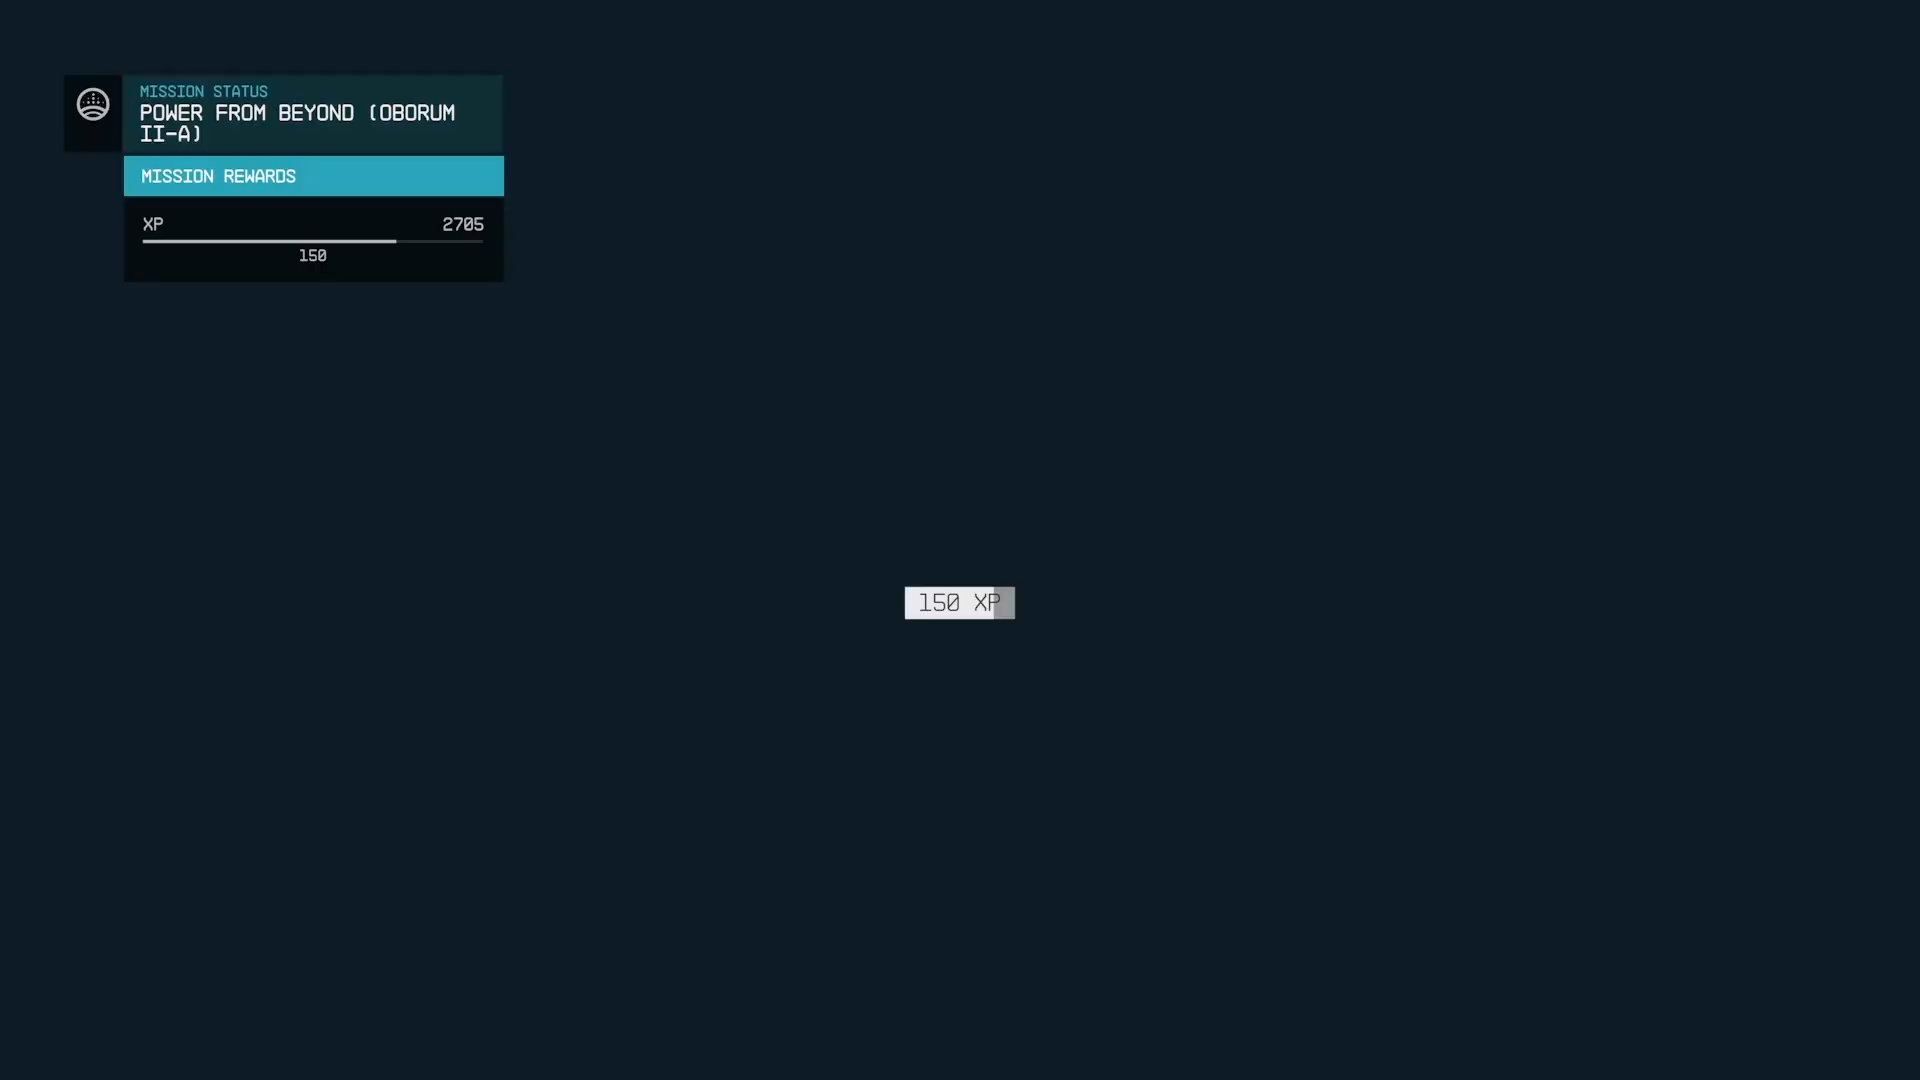 MISSION STATUS
POWER FROM BEYOND (OBORUM
II-A)
MISSION REWARDS
XP 2705
150
150 XP